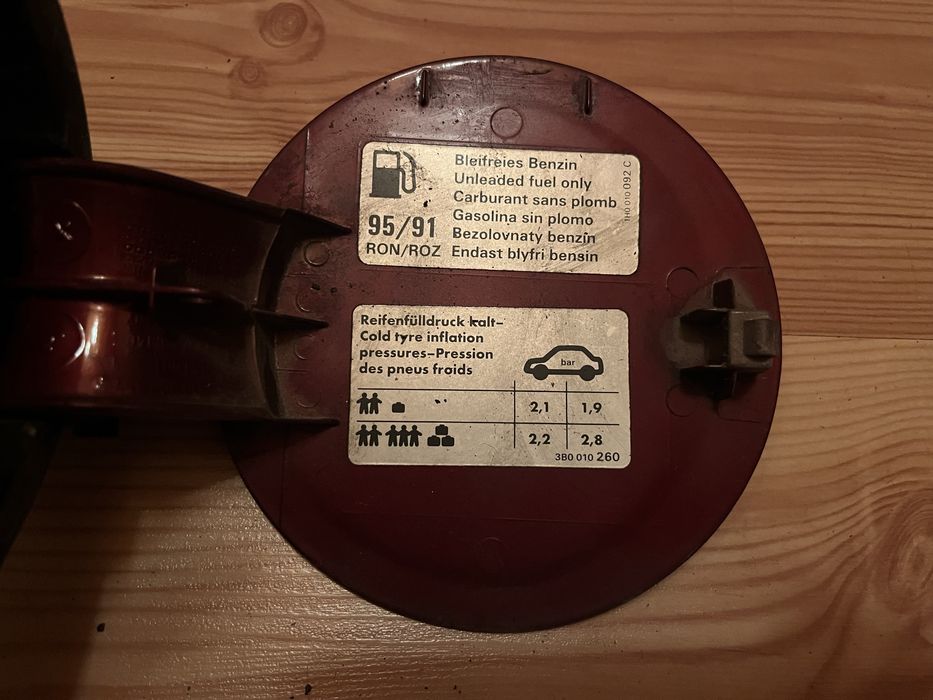 Bleifreies Benzin
Unleaded fuel only
Carburant sans plomb
Gasolina sin plomo
Bezolovnaty benzin
Endast blyfri bensin
95/91
RON/ROZ
1H0 010 092 C
Reifenfülldruck kalt–
Cold tyre inflation
pressures–Pression
des pneus froids
bar
2,1 1,9
2,2 2,8
3B0 010 260